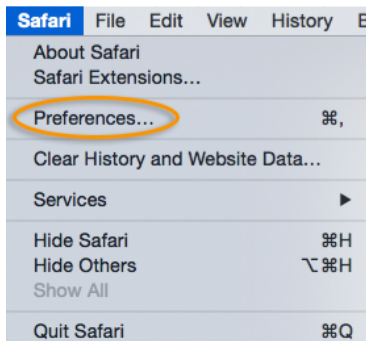 Safari File Edit View History
About Safari
Safari Extensions...
Preferences... ⌘,
Clear History and Website Data...
Services ▶
Hide Safari ⌘H
Hide Others ⌥⌘H
Show All
Quit Safari ⌘Q